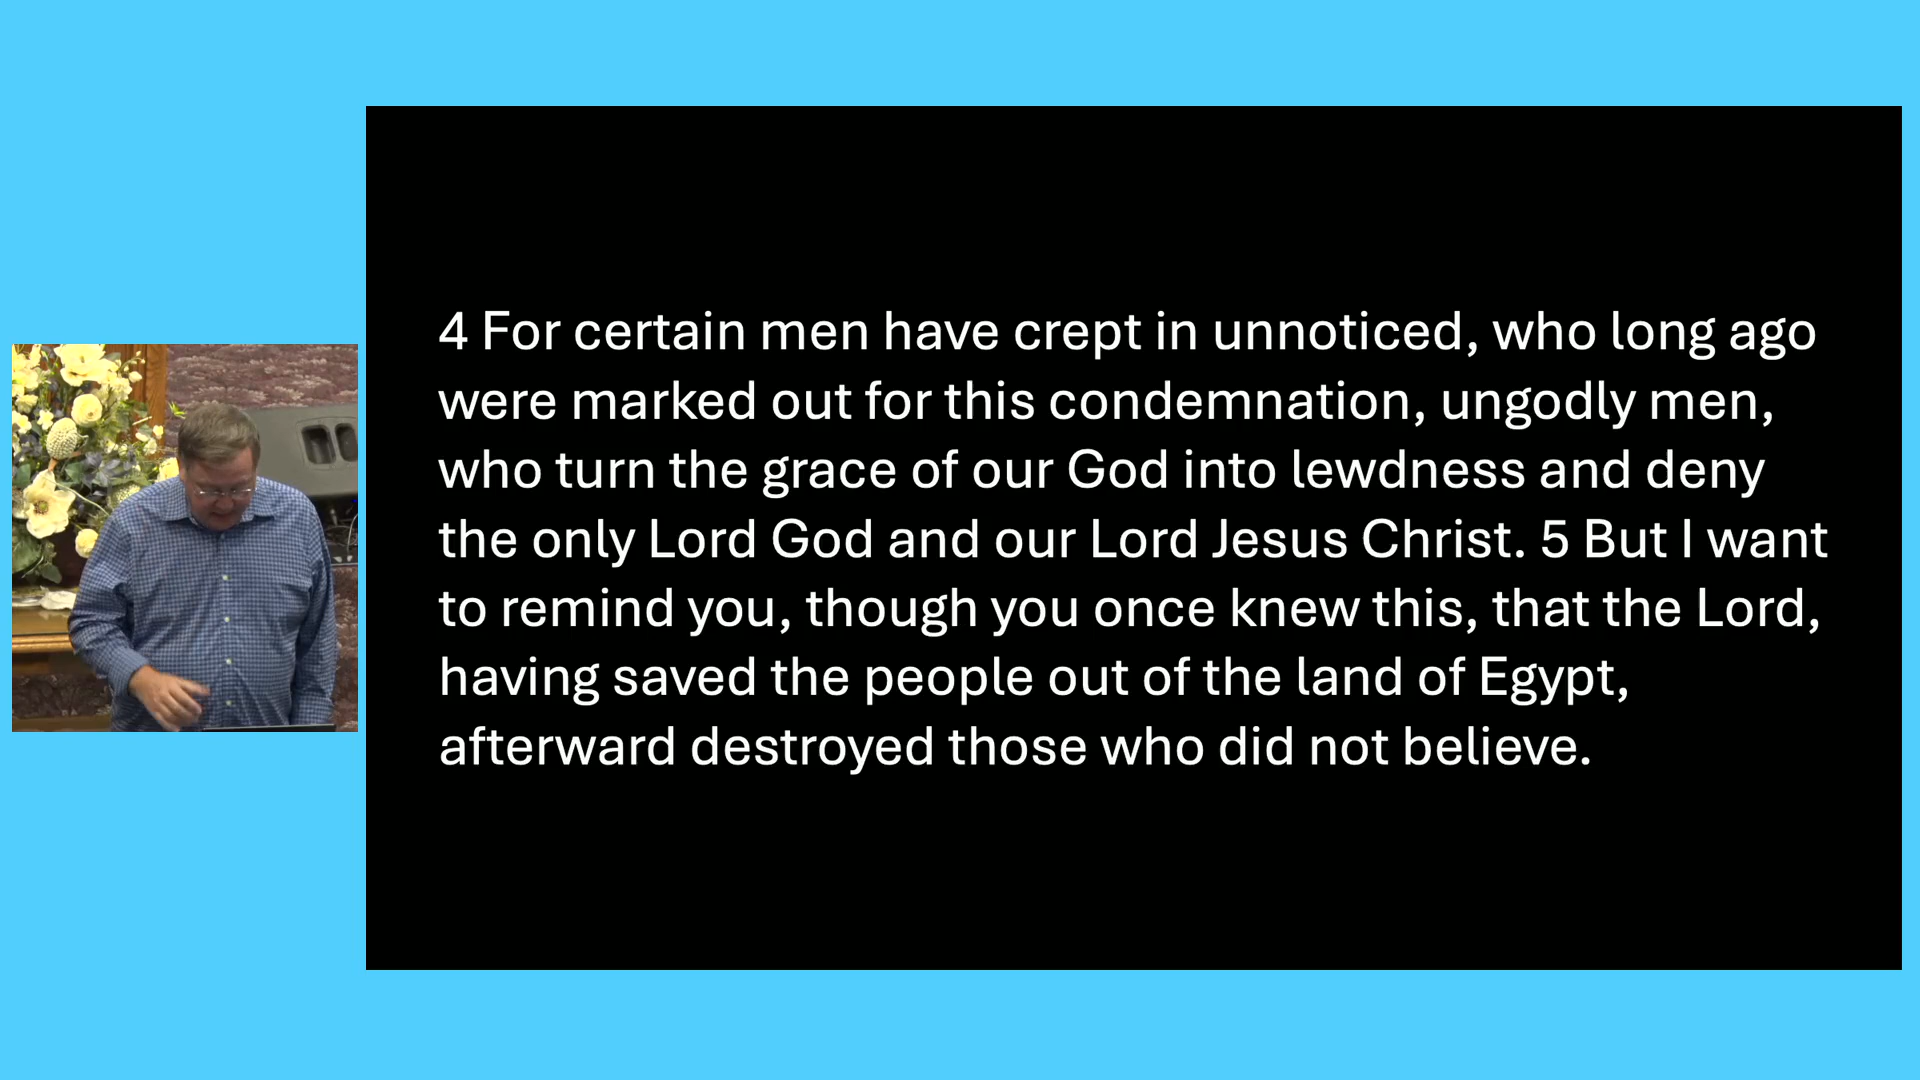 4 For certain men have crept in unnoticed, who long ago
were marked out for this condemnation, ungodly men,
who turn the grace of our God into lewdness and deny
the only Lord God and our Lord Jesus Christ. 5 But I want
to remind you, though you once knew this, that the Lord,
having saved the people out of the land of Egypt,
afterward destroyed those who did not believe.